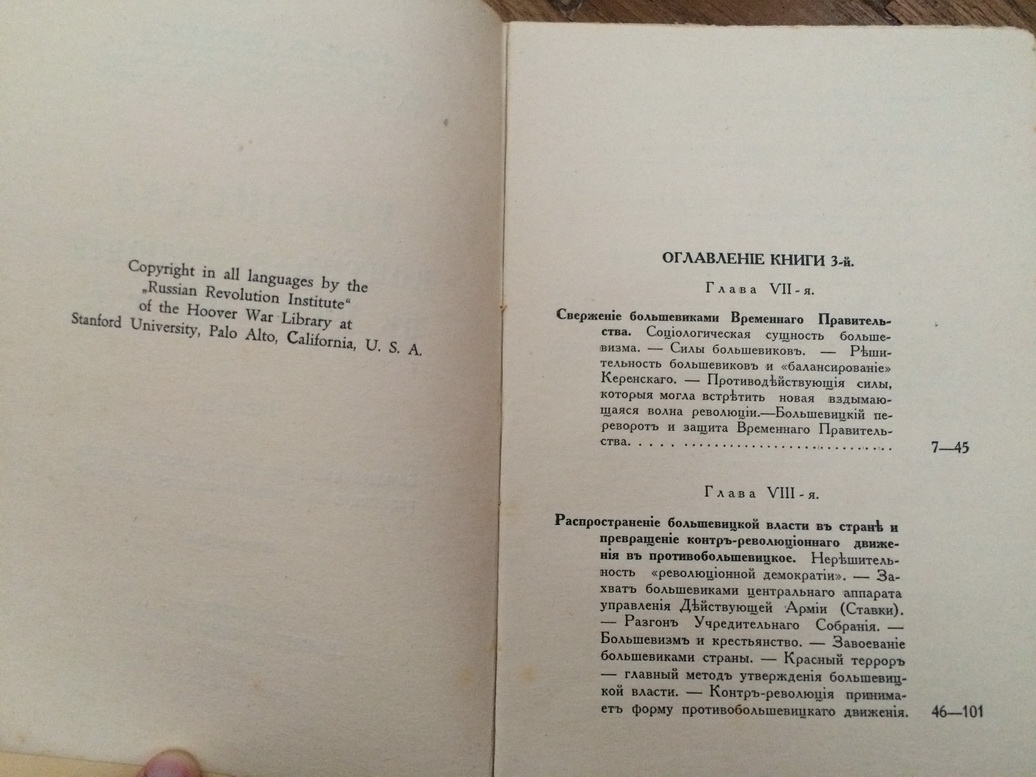 Copyright in all languages by the
„Russian Revolution Institute“
of the Hoover War Library at
Stanford University, Palo Alto, California, U. S. A.
ОГЛАВЛЕНІЕ КНИГИ 3-й.
Глава VII-я.
Свержение большевиками Временнаго Правитель-
ства. Соціологическая сущность больше-
визма. — Силы большевиковъ. — Рѣши-
тельность большевиковъ и «балансированіе»
Керенскаго. — Противодѣйствующія силы,
которыя могла встрѣтить новая вздымаю-
щаяся волна революціи.—Большевицкій пе-
реворотъ и защита Временнаго Правитель-
ства. . . . . . . . . . . . . . . . . . . . . . . . . . . . . 7—45
Глава VIII-я.
Распространеніе большевицкой власти въ странѣ и
превращеніе контръ-революціоннаго движе-
нія въ противобольшевицкое. Нерѣшитель-
ность «революціонной демократіи». — За-
хватъ большевиками центральнаго аппарата
управленія Дѣйствующей Арміи (Ставки).
— Разгонъ Учредительнаго Собранія. —
Большевизмъ и крестьянство. — Завоеваніе
большевиками страны. — Красный терроръ
— главный методъ утвержденія большевиц-
кой власти. — Контръ-революція принима-
етъ форму противобольшевицкаго движенія. 46—101